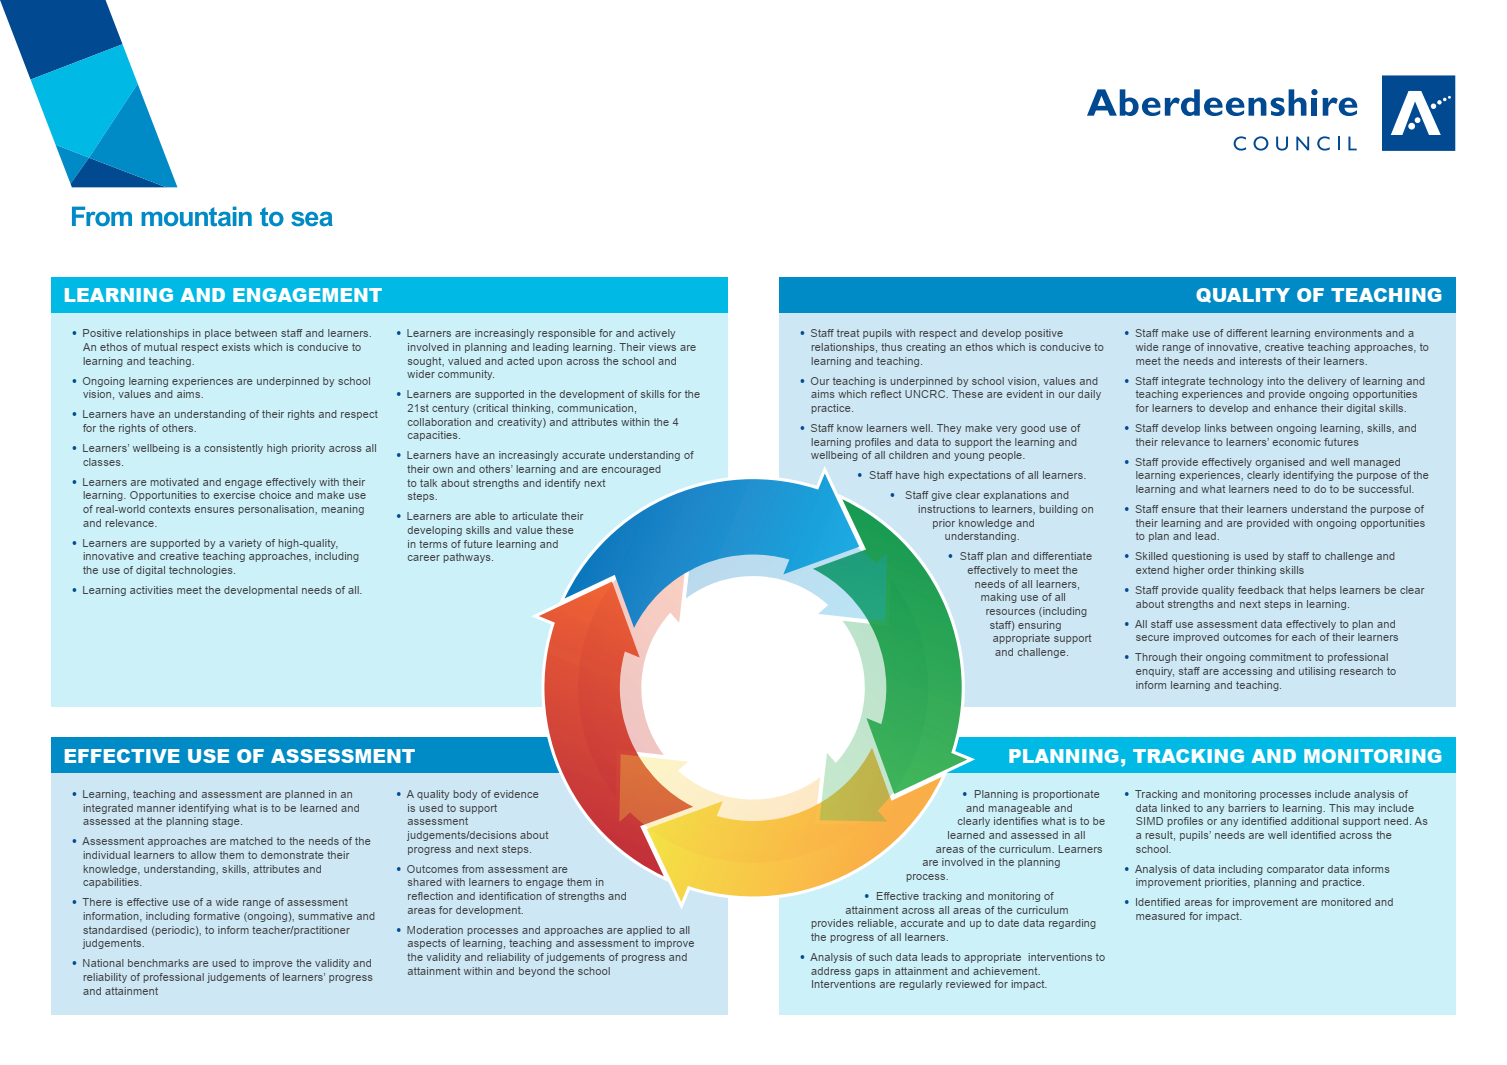 Aberdeenshire
COUNCIL
From mountain to sea
LEARNING AND ENGAGEMENT
• Positive relationships in place between staff and learners.
An ethos of mutual respect exists which is conducive to
learning and teaching.
• Ongoing learning experiences are underpinned by school
vision, values and aims.
• Learners have an understanding of their rights and respect
for the rights of others.
• Learners’ wellbeing is a consistently high priority across all
classes.
• Learners are motivated and engage effectively with their
learning. Opportunities to exercise choice and make use
of real-world contexts ensures personalisation, meaning
and relevance.
• Learners are supported by a variety of high-quality,
innovative and creative teaching approaches, including
the use of digital technologies.
• Learning activities meet the developmental needs of all.
• Learners are increasingly responsible for and actively
involved in planning and leading learning. Their views are
sought, valued and acted upon across the school and
wider community.
• Learners are supported in the development of skills for the
21st century (critical thinking, communication,
collaboration and creativity) and attributes within the 4
capacities.
• Learners have an increasingly accurate understanding of
their own and others’ learning and are encouraged
to talk about strengths and identify next
steps.
• Learners are able to articulate their
developing skills and value these
in terms of future learning and
career pathways.
QUALITY OF TEACHING
• Staff treat pupils with respect and develop positive
relationships, thus creating an ethos which is conducive to
learning and teaching.
• Our teaching is underpinned by school vision, values and
aims which reflect UNCRC. These are evident in our daily
practice.
• Staff know learners well. They make very good use of
learning profiles and data to support the learning and
wellbeing of all children and young people.
• Staff have high expectations of all learners.
• Staff give clear explanations and
instructions to learners, building on
prior knowledge and
understanding.
• Staff plan and differentiate
effectively to meet the
needs of all learners,
making use of all
resources (including
staff) ensuring
appropriate support
and challenge.
• Staff make use of different learning environments and a
wide range of innovative, creative teaching approaches, to
meet the needs and interests of their learners.
• Staff integrate technology into the delivery of learning and
teaching experiences and provide ongoing opportunities
for learners to develop and enhance their digital skills.
• Staff develop links between ongoing learning, skills, and
their relevance to learners’ economic futures
• Staff provide effectively organised and well managed
learning experiences, clearly identifying the purpose of the
learning and what learners need to do to be successful.
• Staff ensure that their learners understand the purpose of
their learning and are provided with ongoing opportunities
to plan and lead.
• Skilled questioning is used by staff to challenge and
extend higher order thinking skills
• Staff provide quality feedback that helps learners be clear
about strengths and next steps in learning.
• All staff use assessment data effectively to plan and
secure improved outcomes for each of their learners
• Through their ongoing commitment to professional
enquiry, staff are accessing and utilising research to
inform learning and teaching.
EFFECTIVE USE OF ASSESSMENT
• Learning, teaching and assessment are planned in an
integrated manner identifying what is to be learned and
assessed at the planning stage.
• Assessment approaches are matched to the needs of the
individual learners to allow them to demonstrate their
knowledge, understanding, skills, attributes and
capabilities.
• There is effective use of a wide range of assessment
information, including formative (ongoing), summative and
standardised (periodic), to inform teacher/practitioner
judgements.
• National benchmarks are used to improve the validity and
reliability of professional judgements of learners’ progress
and attainment
• A quality body of evidence
is used to support
assessment
judgements/decisions about
progress and next steps.
• Outcomes from assessment are
shared with learners to engage them in
reflection and identification of strengths and
areas for development.
• Moderation processes and approaches are applied to all
aspects of learning, teaching and assessment to improve
the validity and reliability of judgements of progress and
attainment within and beyond the school
PLANNING, TRACKING AND MONITORING
• Planning is proportionate
and manageable and
clearly identifies what is to be
learned and assessed in all
areas of the curriculum. Learners
are involved in the planning
process.
• Effective tracking and monitoring of
attainment across all areas of the curriculum
provides reliable, accurate and up to date data regarding
the progress of all learners.
• Analysis of such data leads to appropriate interventions to
address gaps in attainment and achievement.
Interventions are regularly reviewed for impact.
• Tracking and monitoring processes include analysis of
data linked to any barriers to learning. This may include
SIMD profiles or any identified additional support need. As
a result, pupils’ needs are well identified across the
school.
• Analysis of data including comparator data informs
improvement priorities, planning and practice.
• Identified areas for improvement are monitored and
measured for impact.